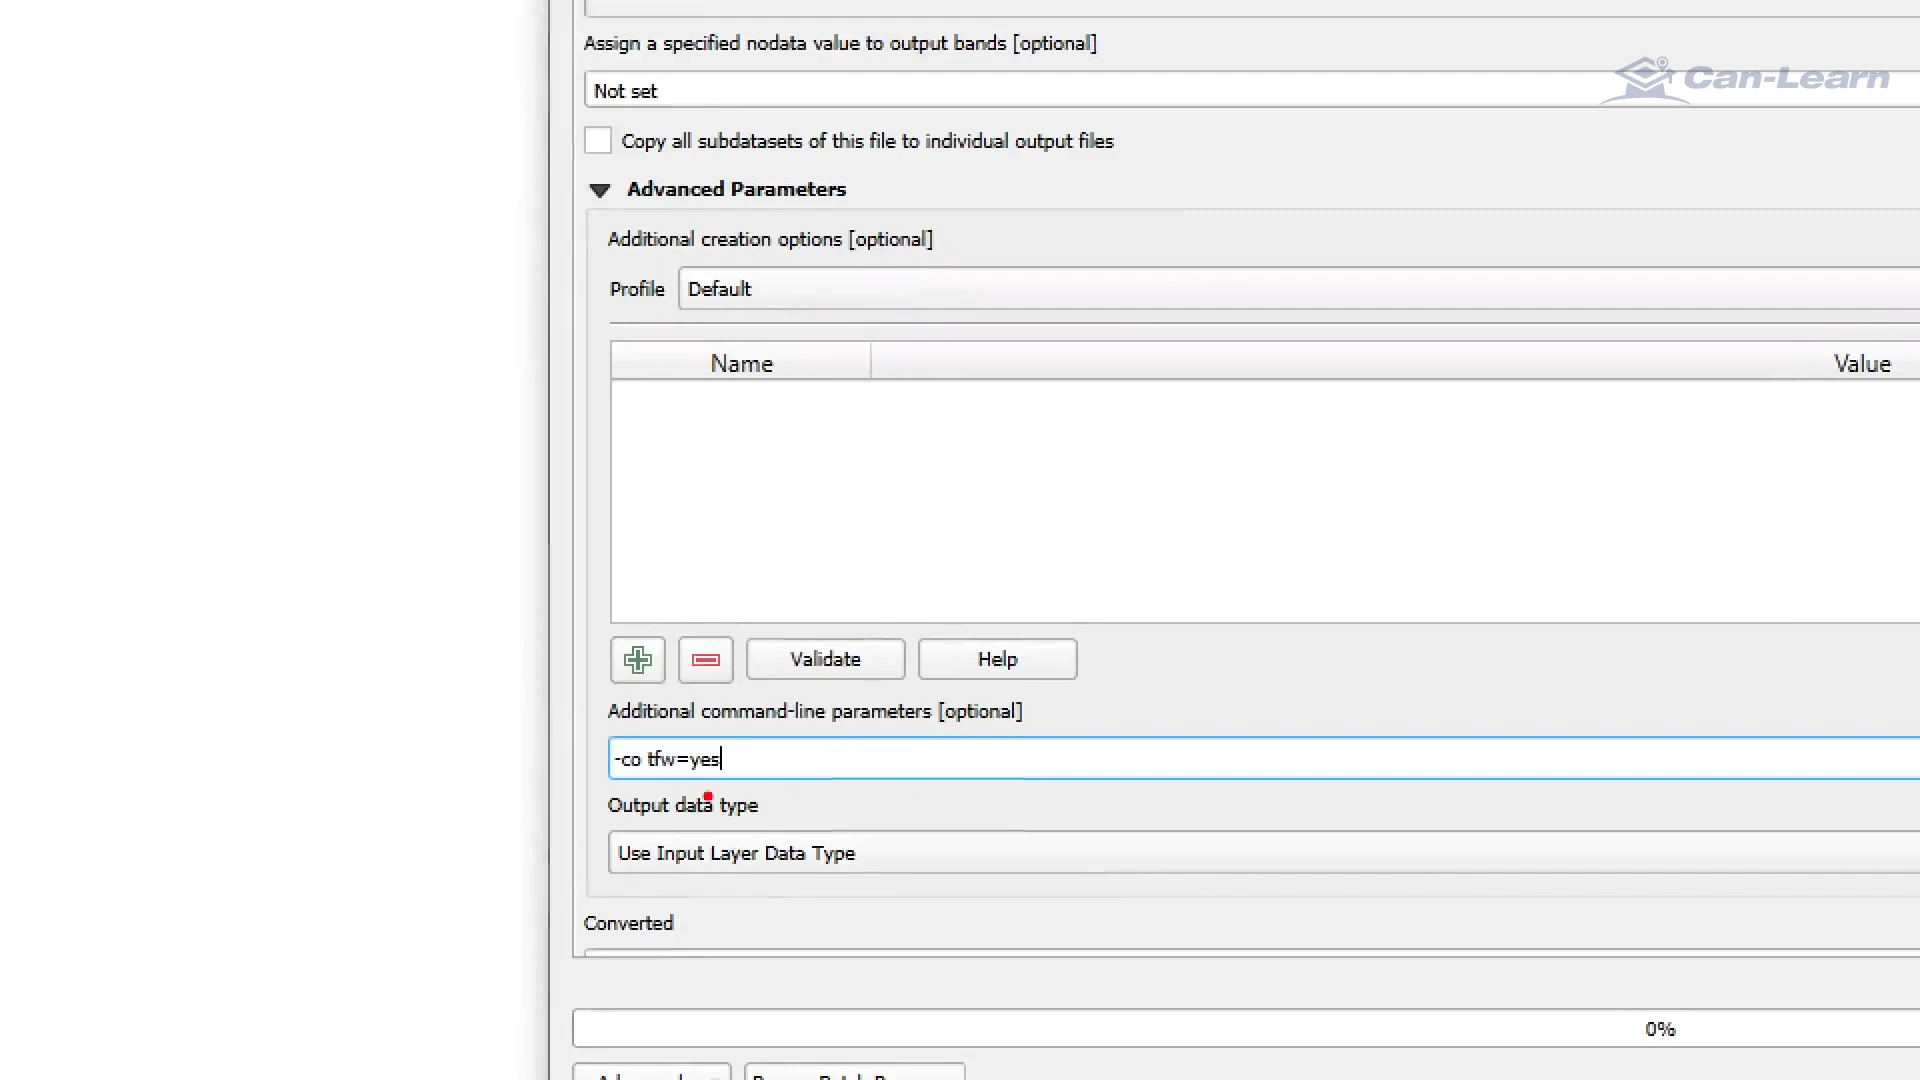 Assign a specified nodata value to output bands [optional]
Can-Learn
Not set
Copy all subdatasets of this file to individual output files
Advanced Parameters
Additional creation options [optional]
Profile Default
Name Value
Validate Help
Additional command-line parameters [optional]
-co tfw=yes
Output data type
Use Input Layer Data Type
Converted
0%